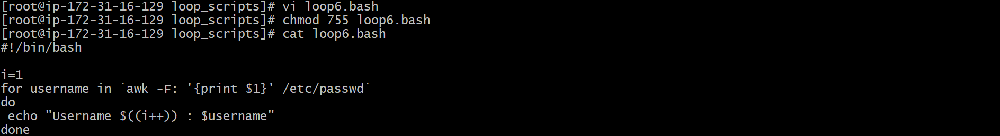 [root@ip-172-31-16-129 loop_scripts]# vi loop6.bash
[root@ip-172-31-16-129 loop_scripts]# chmod 755 loop6.bash
[root@ip-172-31-16-129 loop_scripts]# cat loop6.bash
#!/bin/bash

i=1
for username in `awk -F: '{print $1}' /etc/passwd`
do
 echo "Username $((i++)) : $username"
done